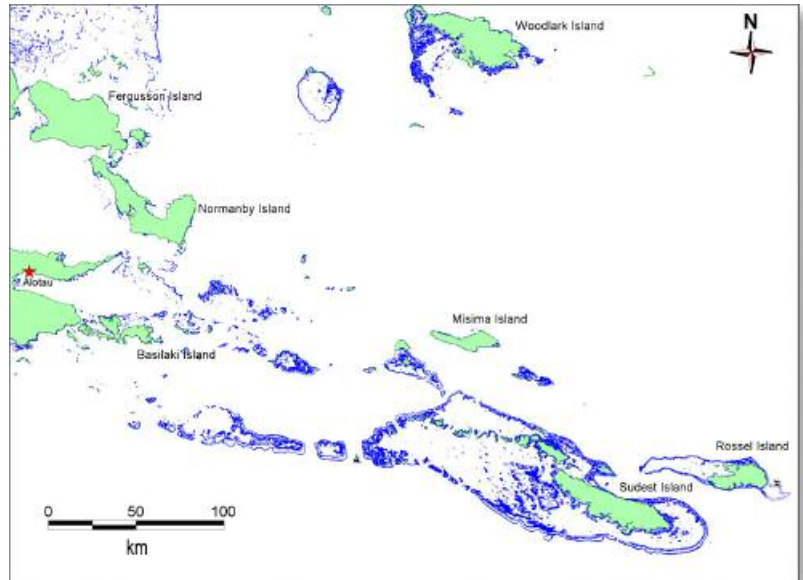 Woodlark Island
N
Fergusson Island
Normanby Island
Alotau
Misima Island
Basilaki Island
Rossel Island
Sudest Island
0 50 100
km